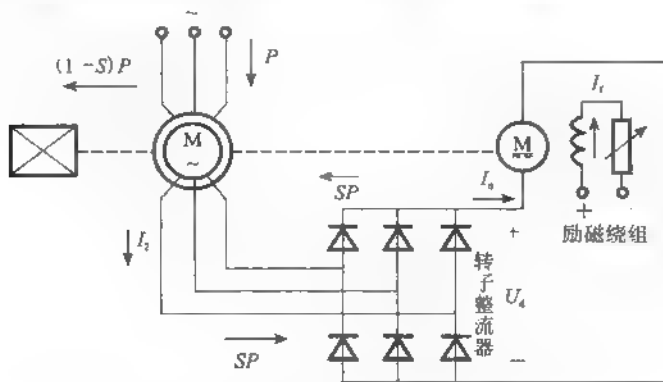 ~
P
(1-S)P
M
~
M
I_f
SP
I_a
+
励磁绕组
I_2
+
转子整流器
U_d
—
SP